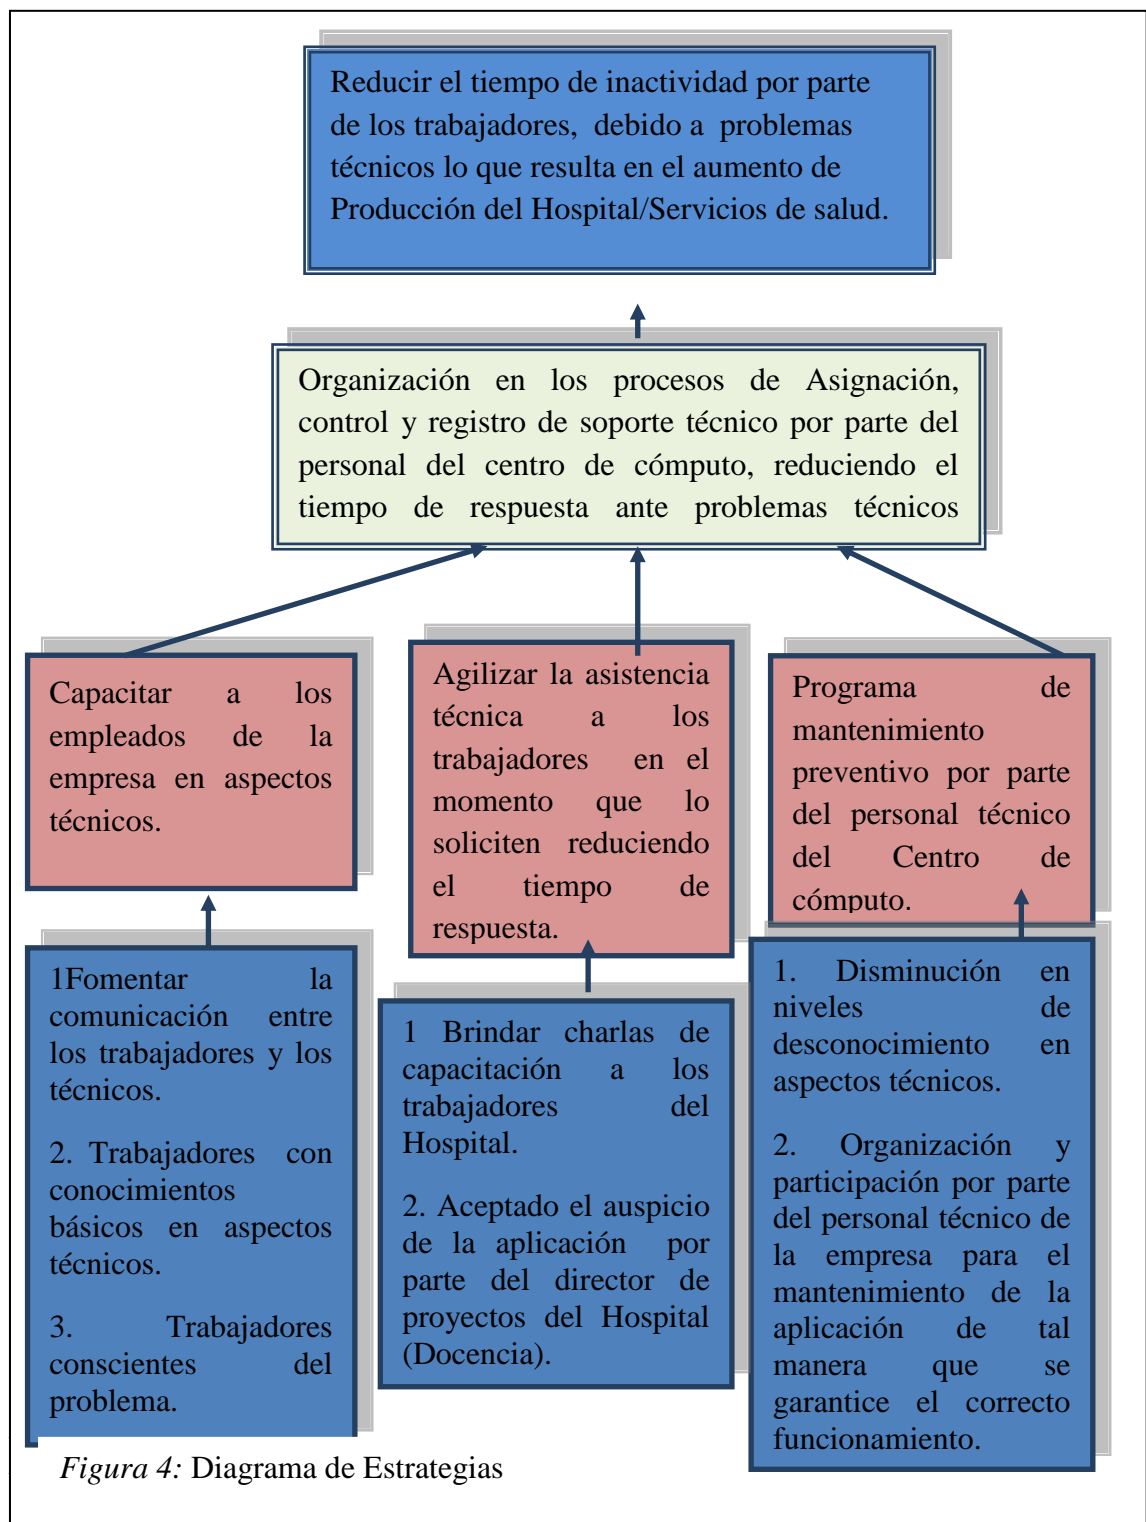 Reducir el tiempo de inactividad por parte
de los trabajadores, debido a problemas
técnicos lo que resulta en el aumento de
Producción del Hospital/Servicios de salud.
Organización en los procesos de Asignación,
control y registro de soporte técnico por parte del
personal del centro de cómputo, reduciendo el
tiempo de respuesta ante problemas técnicos
Capacitar a los
empleados de la
empresa en aspectos
técnicos.
Agilizar la asistencia
técnica a los
trabajadores en el
momento que lo
soliciten reduciendo
el tiempo de
respuesta.
Programa de
mantenimiento
preventivo por parte
del personal técnico
del Centro de
cómputo.
1Fomentar la
comunicación entre
los trabajadores y los
técnicos.
2. Trabajadores con
conocimientos
básicos en aspectos
técnicos.
3. Trabajadores
conscientes del
problema.
1 Brindar charlas de
capacitación a los
trabajadores del
Hospital.
2. Aceptado el auspicio
de la aplicación por
parte del director de
proyectos del Hospital
(Docencia).
1. Disminución en
niveles de
desconocimiento en
aspectos técnicos.
2. Organización y
participación por parte
del personal técnico de
la empresa para el
mantenimiento de la
aplicación de tal
manera que se
garantice el correcto
funcionamiento.
Figura 4: Diagrama de Estrategias